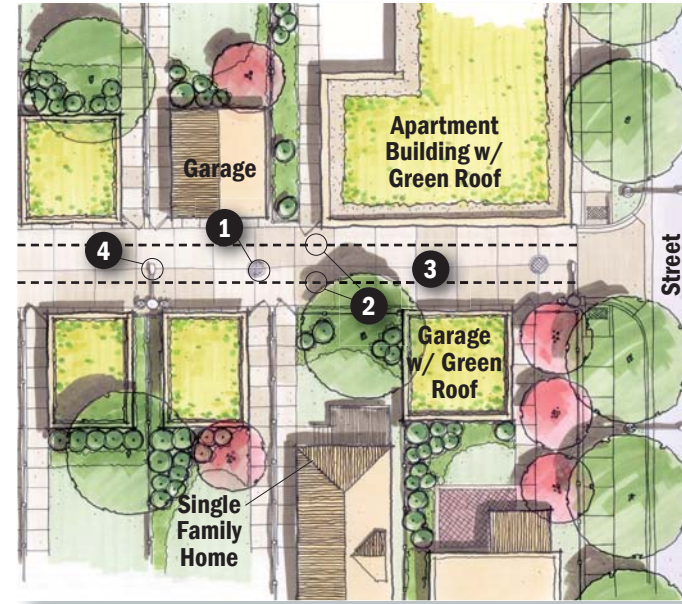 Apartment
Building w/
Green Roof
Garage
1
4
3
2
Street
Garage
w/ Green
Roof
Single
Family
Home